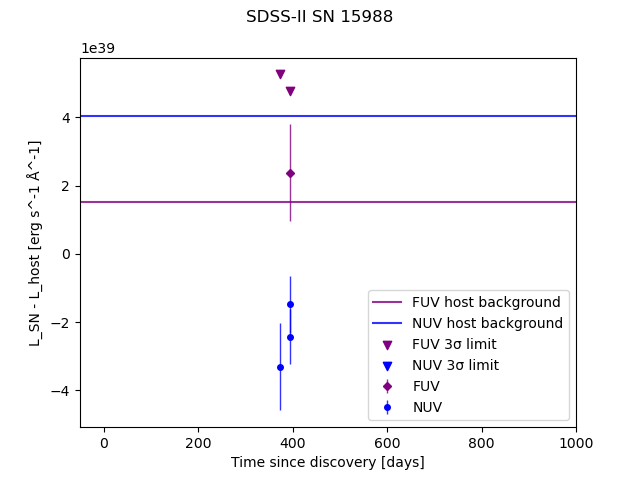 SDSS-II SN 15988
1e39
L_SN - L_host [erg s^-1 Å^-1]
4
2
0
−2
−4
FUV host background
NUV host background
FUV 3σ limit
NUV 3σ limit
FUV
NUV
0 200 400 600 800 1000
Time since discovery [days]